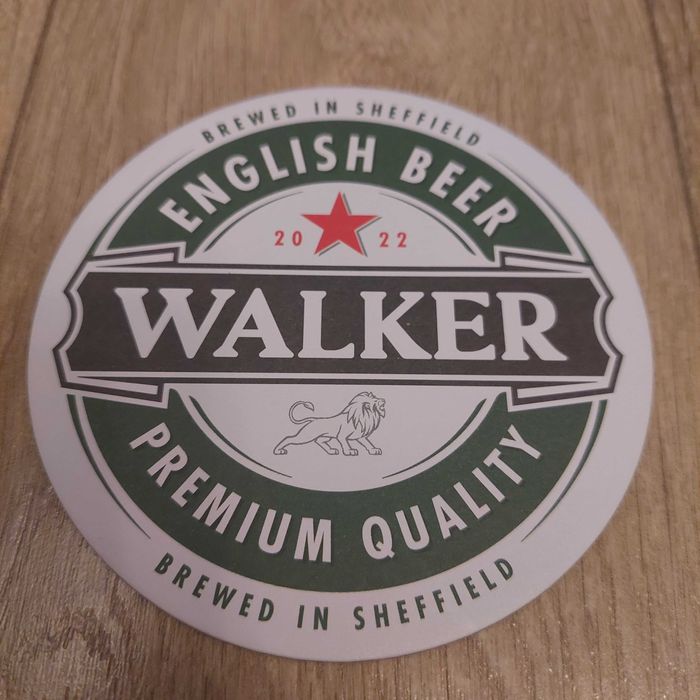 BREWED IN SHEFFIELD
ENGLISH BEER
20 22
WALKER
PREMIUM QUALITY
BREWED IN SHEFFIELD